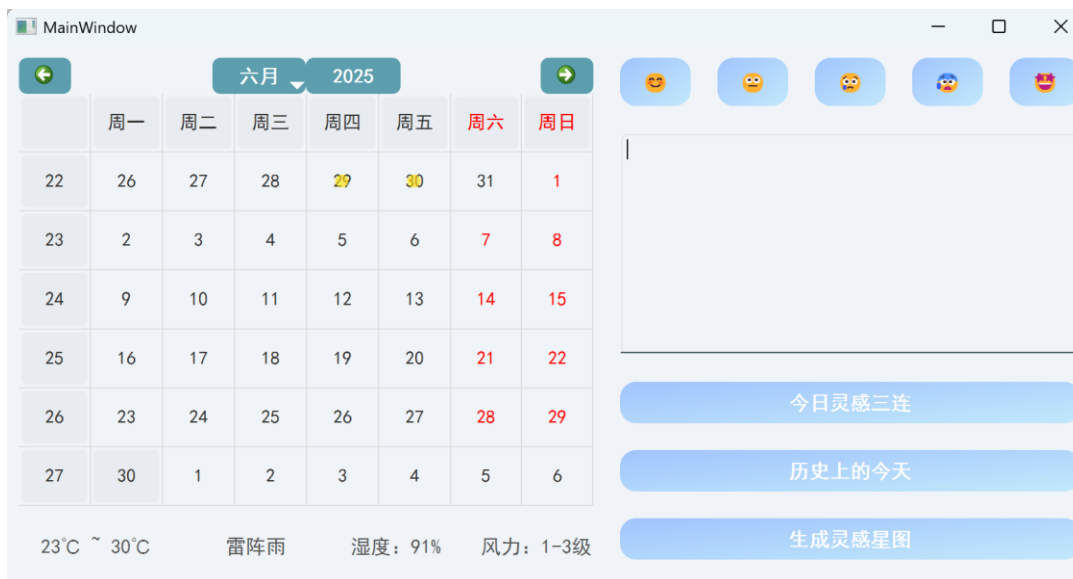 MainWindow
六月 2025
周一 周二 周三 周四 周五 周六 周日
22 26 27 28 29 30 31 1
23 2 3 4 5 6 7 8
24 9 10 11 12 13 14 15
25 16 17 18 19 20 21 22
26 23 24 25 26 27 28 29
27 30 1 2 3 4 5 6
23℃ ~ 30℃ 雷阵雨 湿度：91% 风力：1-3级
今日灵感三连
历史上的今天
生成灵感星图